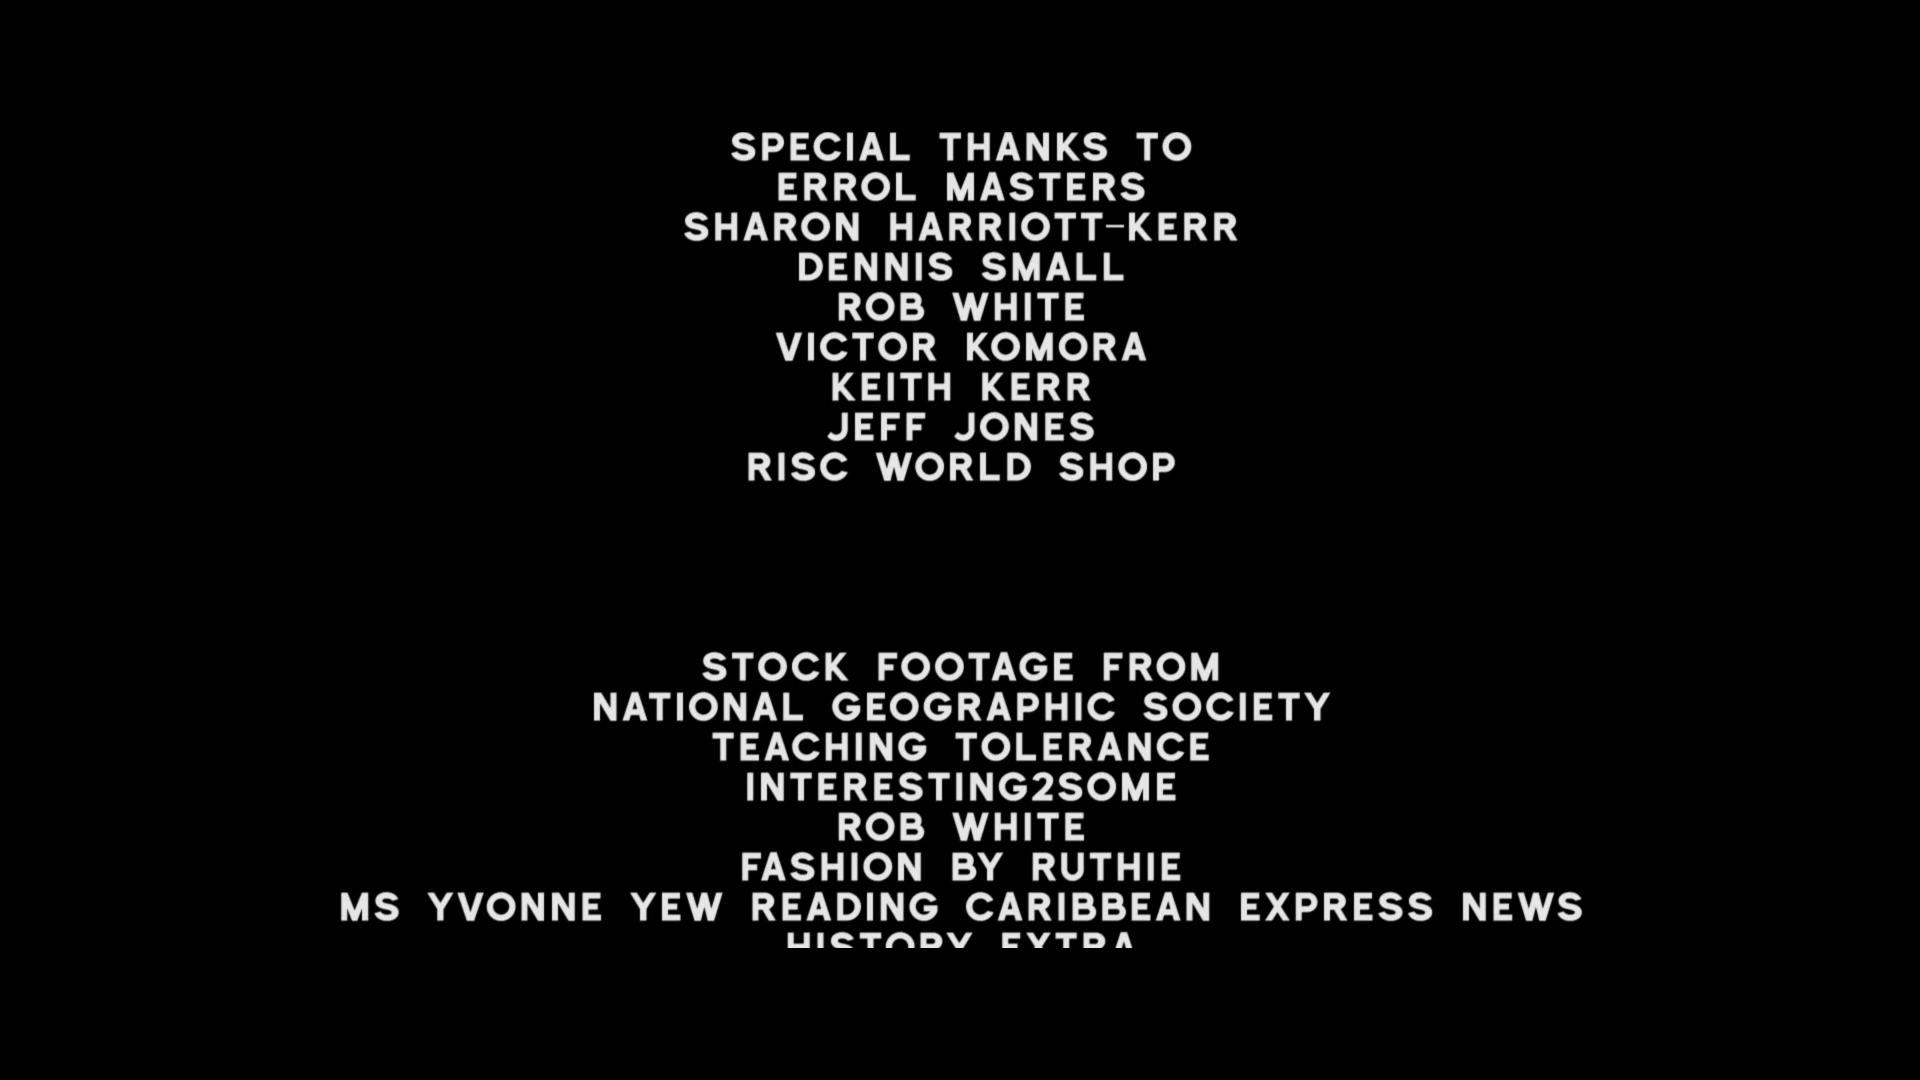 SPECIAL THANKS TO
ERROL MASTERS
SHARON HARRIOTT-KERR
DENNIS SMALL
ROB WHITE
VICTOR KOMORA
KEITH KERR
JEFF JONES
RISC WORLD SHOP
STOCK FOOTAGE FROM
NATIONAL GEOGRAPHIC SOCIETY
TEACHING TOLERANCE
INTERESTING2SOME
ROB WHITE
FASHION BY RUTHIE
MS YVONNE YEW READING CARIBBEAN EXPRESS NEWS
HISTORY EXTRA